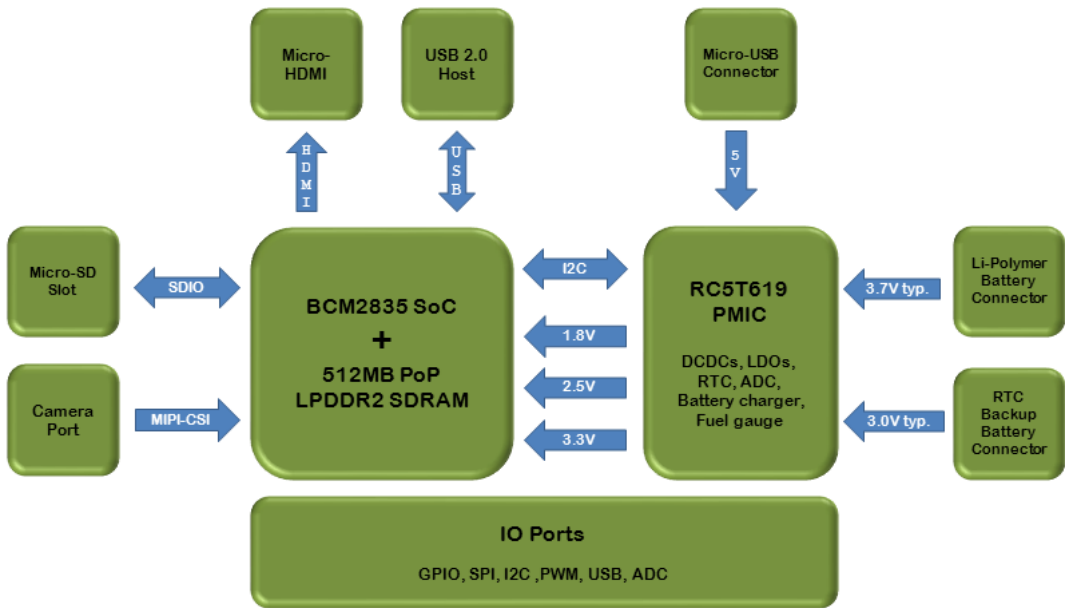 Micro-
HDMI
USB 2.0
Host
Micro-USB
Connector
HDMI
USB
5V
Micro-SD
Slot
SDIO
BCM2835 SoC
+
512MB PoP
LPDDR2 SDRAM
I2C
1.8V
2.5V
3.3V
RC5T619
PMIC
DCDCs, LDOs,
RTC, ADC,
Battery charger,
Fuel gauge
3.7V typ.
Li-Polymer
Battery
Connector
Camera
Port
MIPI-CSI
3.0V typ.
RTC
Backup
Battery
Connector
IO Ports
GPIO, SPI, I2C ,PWM, USB, ADC